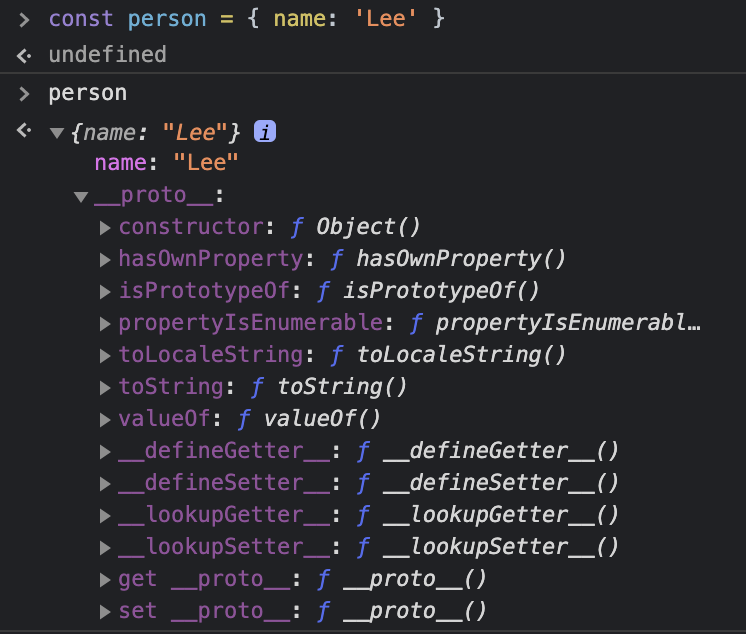 > const person = { name: 'Lee' }
undefined
> person
{name: "Lee"} i
name: "Lee"
__proto__:
constructor: ƒ Object()
hasOwnProperty: ƒ hasOwnProperty()
isPrototypeOf: ƒ isPrototypeOf()
propertyIsEnumerable: ƒ propertyIsEnumerabl…
toLocaleString: ƒ toLocaleString()
toString: ƒ toString()
valueOf: ƒ valueOf()
__defineGetter__: ƒ __defineGetter__()
__defineSetter__: ƒ __defineSetter__()
__lookupGetter__: ƒ __lookupGetter__()
__lookupSetter__: ƒ __lookupSetter__()
get __proto__: ƒ __proto__()
set __proto__: ƒ __proto__()